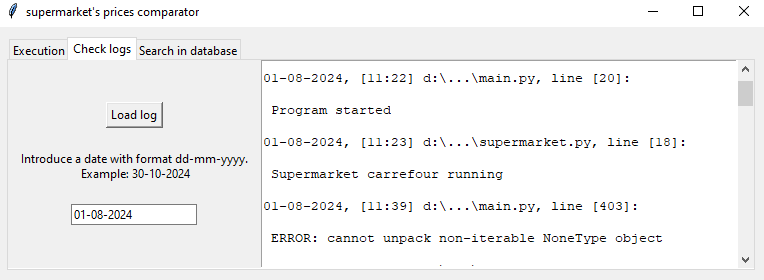 supermarket's prices comparator
Execution Check logs Search in database
Load log
Introduce a date with format dd-mm-yyyy.
Example: 30-10-2024
01-08-2024
01-08-2024, [11:22] d:\...\main.py, line [20]:
Program started
01-08-2024, [11:23] d:\...\supermarket.py, line [18]:
Supermarket carrefour running
01-08-2024, [11:39] d:\...\main.py, line [403]:
ERROR: cannot unpack non-iterable NoneType object